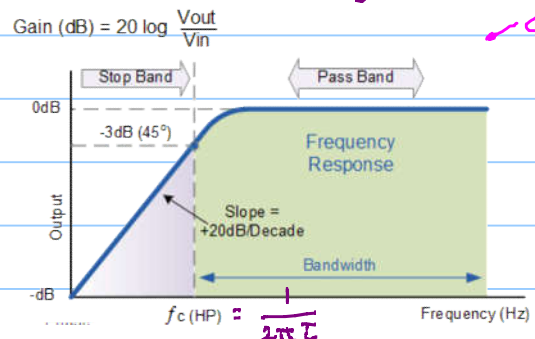 Gain (dB) = 20 log Vout
Vin
Stop Band
Pass Band
0dB
-3dB (45°)
Frequency
Response
Output
Slope =
+20dB/Decade
Bandwidth
-dB
ƒc (HP) = 1
2πτ
Frequency (Hz)